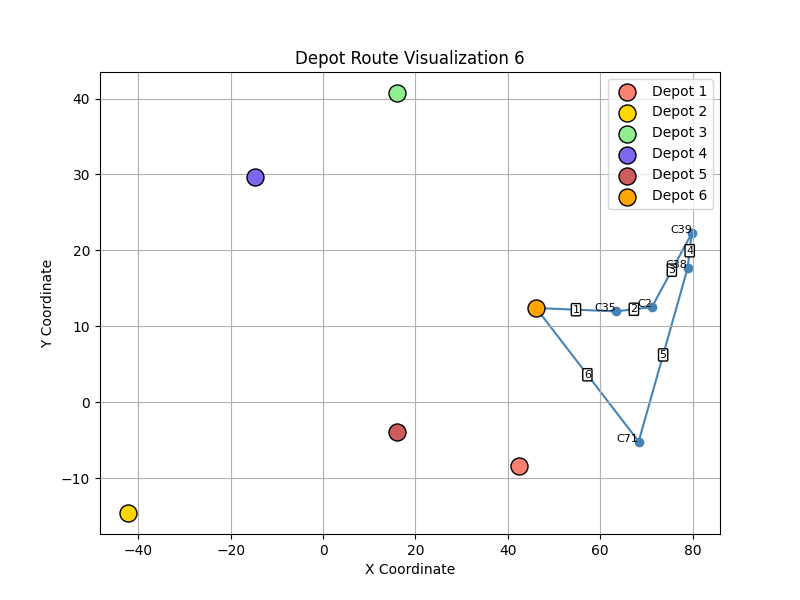 Depot Route Visualization 6
Depot 1
Depot 2
Depot 3
Depot 4
Depot 5
Depot 6
40
30
20
10
0
−10
−40
−20
0
20
40
60
80
Y Coordinate
X Coordinate
C39
4
C38
3
C2
2
C35
1
5
6
C71